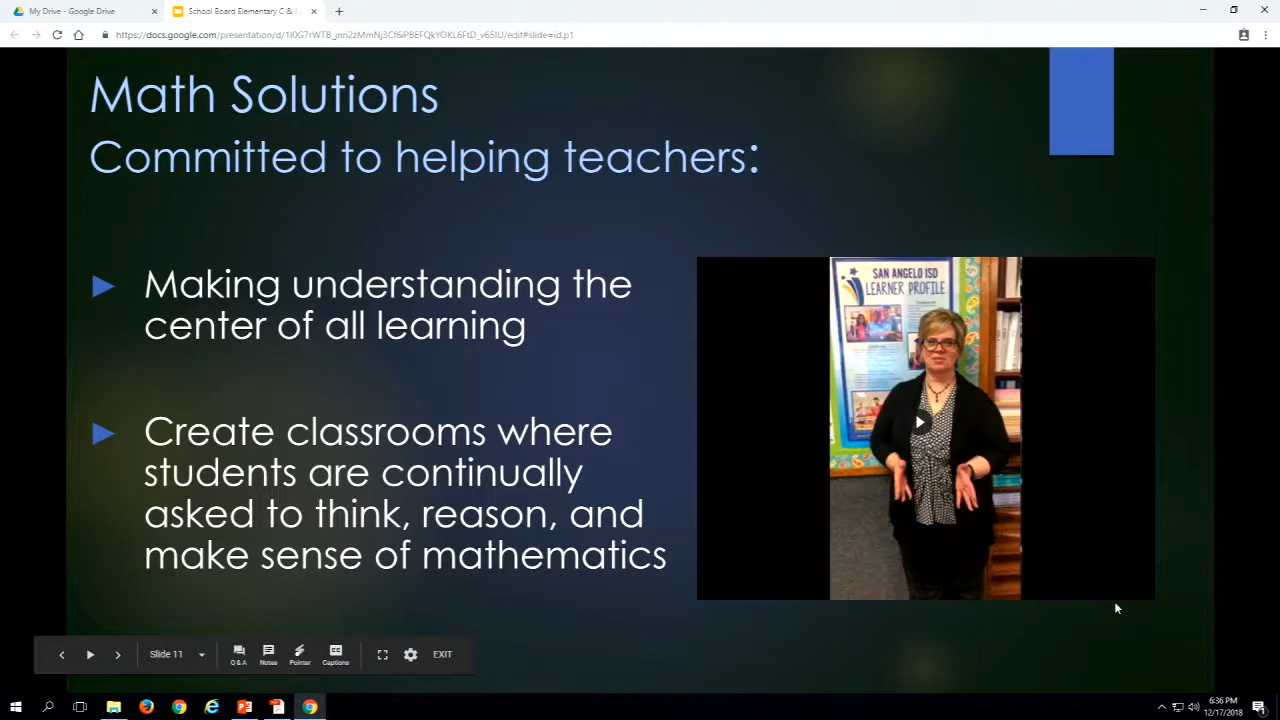 My Drive - Google Drive
School Board Elementary C & I
Math Solutions
Committed to helping teachers:
Making understanding the
center of all learning
Create classrooms where
students are continually
asked to think, reason, and
make sense of mathematics
SAN ANGELO ISD
LEARNER PROFILE
Slide 11
Q & A
Notes
Pointer
Captions
EXIT
6:36 PM
12/17/2018